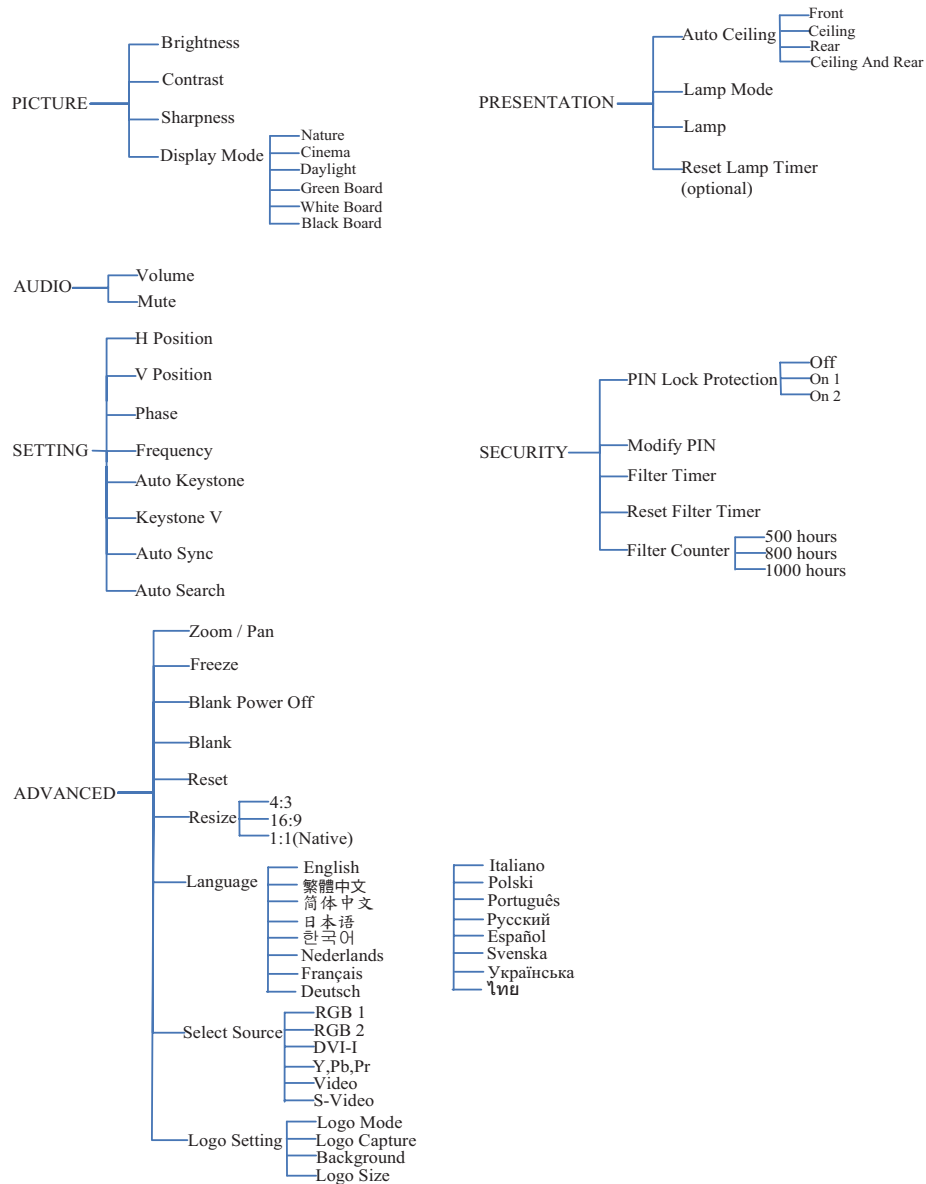 PICTURE
Brightness
Contrast
Sharpness
Display Mode
Nature
Cinema
Daylight
Green Board
White Board
Black Board
PRESENTATION
Auto Ceiling
Front
Ceiling
Rear
Ceiling And Rear
Lamp Mode
Lamp
Reset Lamp Timer
(optional)
AUDIO
Volume
Mute
SETTING
H Position
V Position
Phase
Frequency
Auto Keystone
Keystone V
Auto Sync
Auto Search
SECURITY
PIN Lock Protection
Off
On 1
On 2
Modify PIN
Filter Timer
Reset Filter Timer
Filter Counter
500 hours
800 hours
1000 hours
ADVANCED
Zoom / Pan
Freeze
Blank Power Off
Blank
Reset
Resize
4:3
16:9
1:1(Native)
Language
English
繁體中文
简体中文
日本语
한국어
Nederlands
Français
Deutsch
Italiano
Polski
Português
Русский
Español
Svenska
Українська
ไทย
Select Source
RGB 1
RGB 2
DVI-I
Y,Pb,Pr
Video
S-Video
Logo Setting
Logo Mode
Logo Capture
Background
Logo Size